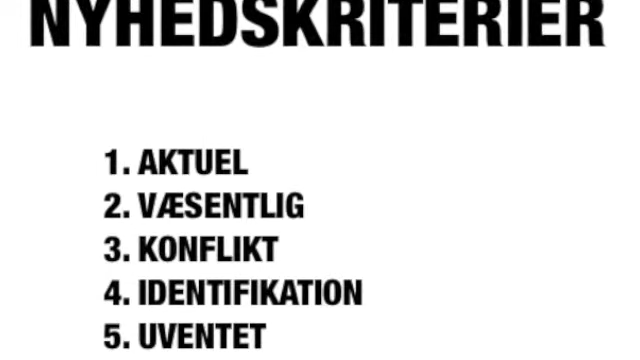 NYHEDSKRITERIER
1. AKTUEL
2. VÆSENTLIG
3. KONFLIKT
4. IDENTIFIKATION
5. UVENTET